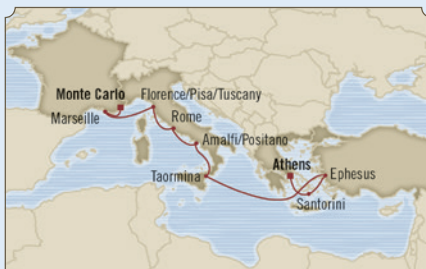 Monte Carlo
Florence/Pisa/Tuscany
Marseille
Rome
Amalfi/Positano
Athens
Taormina
Ephesus
Santorini